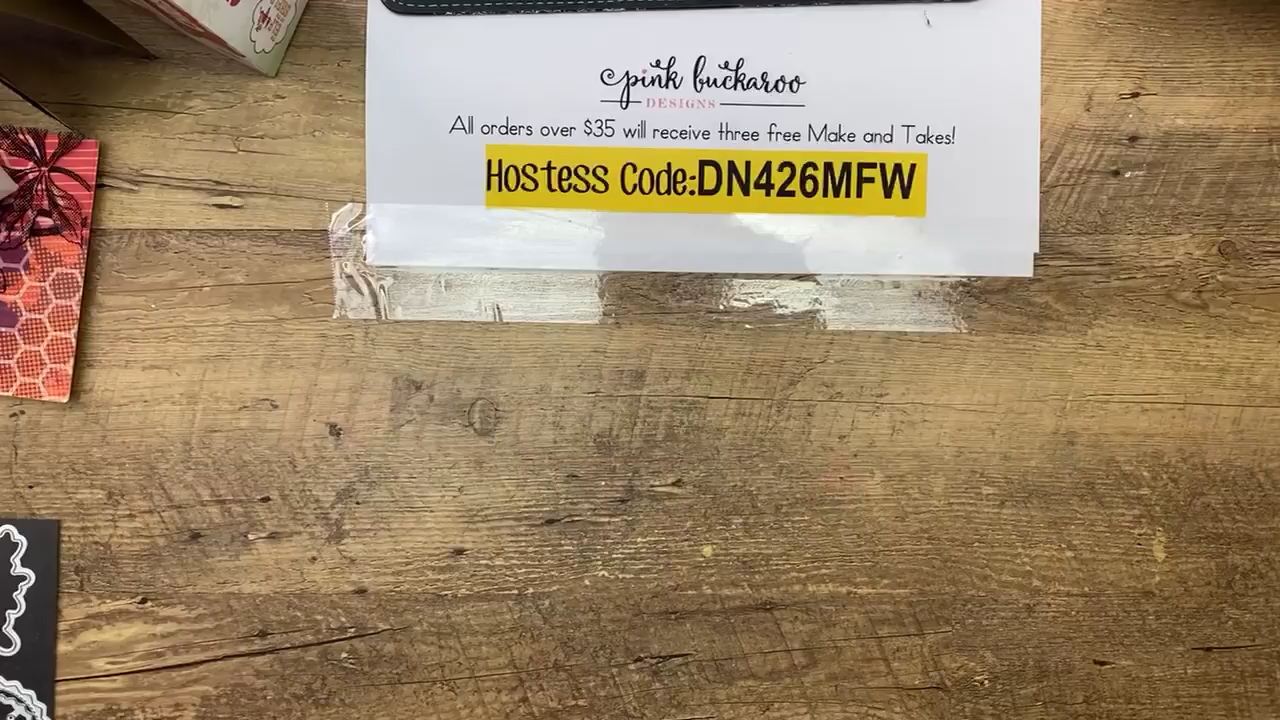 pink buckaroo
DESIGNS
All orders over $35 will receive three free Make and Takes!
Hostess Code:DN426MFW